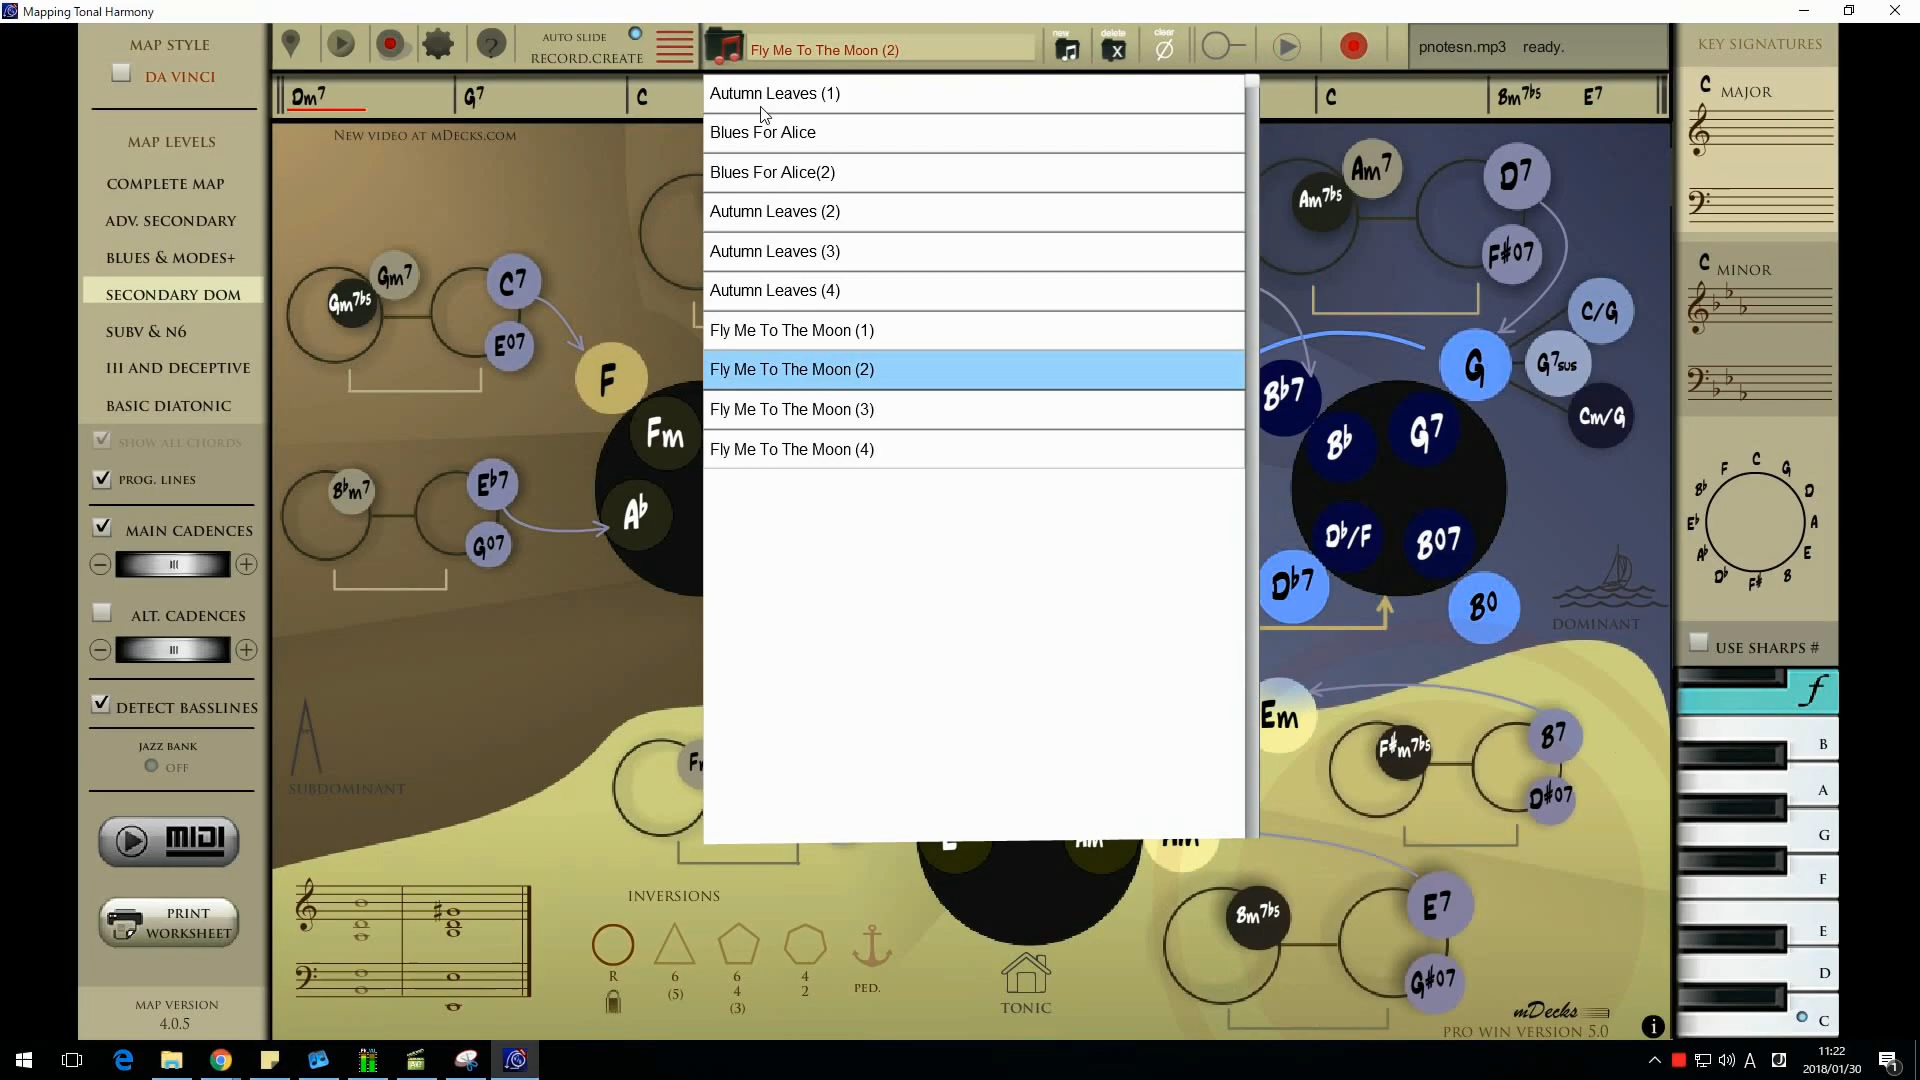 Mapping Tonal Harmony
MAP STYLE
DA VINCI
MAP LEVELS
COMPLETE MAP
ADV. SECONDARY
BLUES & MODES+
SECONDARY DOM
SUBV & N6
III AND DECEPTIVE
BASIC DIATONIC
SHOW ALL CHORDS
PROG. LINES
MAIN CADENCES
ALT. CADENCES
DETECT BASSLINES
JAZZ BANK
OFF
MIDI
PRINT
WORKSHEET
MAP VERSION
4.0.5
AUTO SLIDE
RECORD.CREATE
Fly Me To The Moon (2)
new
delete
clear
pnotesn.mp3 ready.
Dm7
G7
C
C
Bm7b5 E7
New video at mDecks.com
Autumn Leaves (1)
Blues For Alice
Blues For Alice(2)
Autumn Leaves (2)
Autumn Leaves (3)
Autumn Leaves (4)
Fly Me To The Moon (1)
Fly Me To The Moon (2)
Fly Me To The Moon (3)
Fly Me To The Moon (4)
Gm7b5
Gm7
C7
E07
F
Fm
Ab
Bbm7
Eb7
G07
SUBDOMINANT
Am7b5
Am7
D7
F#07
C/G
G
G7sus
Cm/G
Bb7
Bb
G7
Db/F
B07
Db7
B0
DOMINANT
Em
F#m7b5
B7
D#07
Am
Bm7b5
E7
G#07
INVERSIONS
R
6
(5)
6
4
(3)
4
2
PED.
TONIC
mDecks
PRO WIN VERSION 5.0
KEY SIGNATURES
C MAJOR
C MINOR
C
G
D
A
E
B
F#
Db
Ab
Eb
Bb
F
USE SHARPS #
f
B
A
G
F
E
D
C
11:22
2018/01/30
A
1